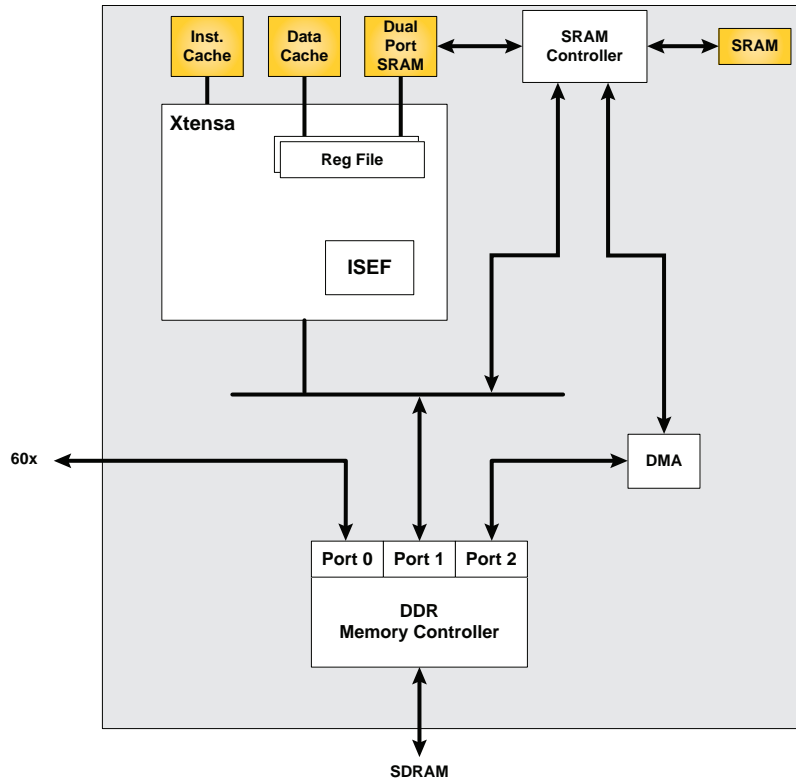 Inst.
Cache
Data
Cache
Dual
Port
SRAM
SRAM
Controller
SRAM
Xtensa
Reg File
ISEF
60x
DMA
Port 0
Port 1
Port 2
DDR
Memory Controller
SDRAM